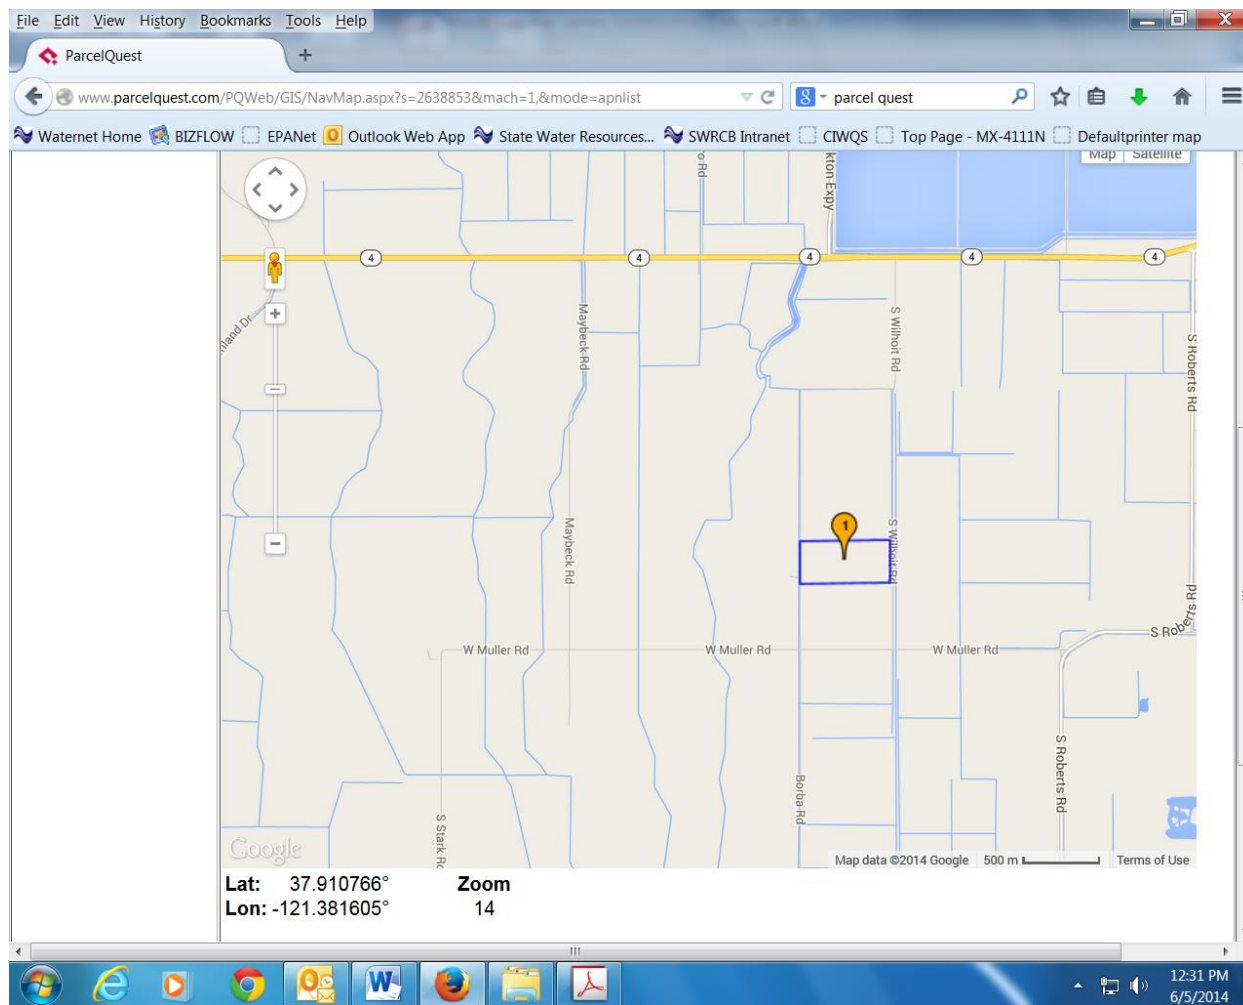 File Edit View History Bookmarks Tools Help
ParcelQuest
www.parcelquest.com/PQWeb/GIS/NavMap.aspx?s=2638853&mach=1,&mode=apnlist
8 parcel quest
Waternet Home BIZFLOW EPANet Outlook Web App State Water Resources... SWRCB Intranet CIWQS Top Page - MX-4111N Defaultprinter map
Map Satellite
o Rd
kton Expy
4 4 4 4 4
Maybeck Rd
S Wilhoit Rd
S Roberts Rd
1
Maybeck Rd
S Wilhoit Rd
S Roberts Rd
W Muller Rd W Muller Rd W Muller Rd
S Roberts Rd
Borba Rd
S Stark Rd
Google
Map data ©2014 Google 500 m Terms of Use
Lat: 37.910766° Zoom
Lon: -121.381605° 14
12:31 PM
6/5/2014